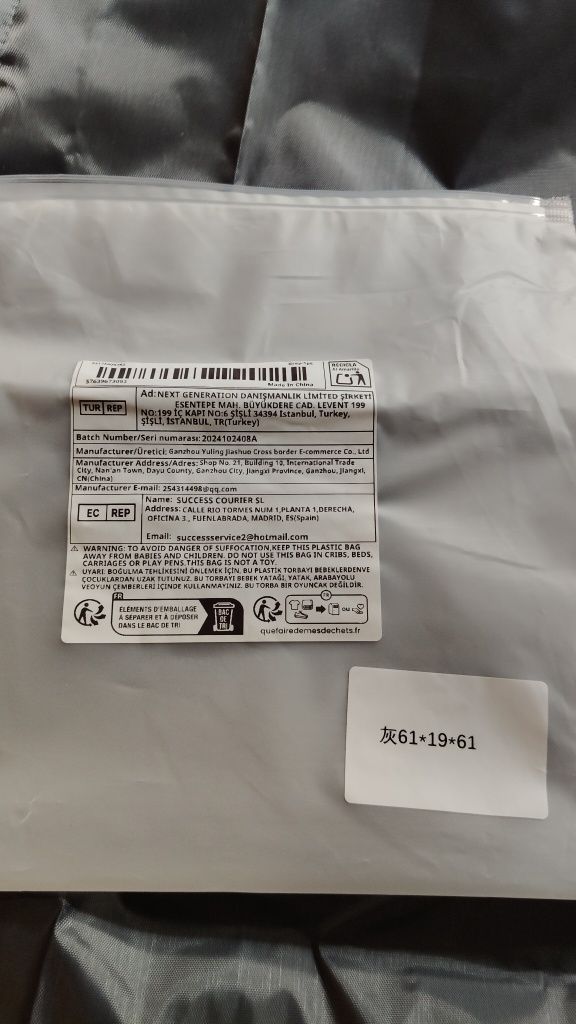 57639673093
Made In China
RECICLA
Al Amarillo
TUR REP
Ad:NEXT GENERATION DANIŞMANLIK LİMİTED ŞİRKETİ
ESENTEPE MAH. BÜYÜKDERE CAD. LEVENT 199
NO:199 İÇ KAPI NO:6 ŞİŞLİ 34394 Istanbul, Turkey,
ŞİŞLİ, İSTANBUL, TR(Turkey)
Batch Number/Seri numarası:2024102408A
Manufacturer/Üretici: Ganzhou Yuling Jiashuo Cross border E-commerce Co., Ltd
Manufacturer Address/Adres: Shop No. 21, Building 10, International Trade
City, Nan'an Town, Dayu County, Ganzhou City, Jiangxi Province, Ganzhou, Jiangxi,
CN(China)
Manufacturer E-mail: 254314498@qq.com
EC REP
Name: SUCCESS COURIER SL
Address: CALLE RIO TORMES NUM 1,PLANTA 1,DERECHA,
OFICINA 3., FUENLABRADA, MADRID, ES(Spain)
Email: successservice2@hotmail.com
WARNING: TO AVOID DANGER OF SUFFOCATION,KEEP THIS PLASTIC BAG
AWAY FROM BABIES AND CHILDREN. DO NOT USE THIS BAG IN CRIBS, BEDS,
CARRIAGES OR PLAY PENS.THIS BAG IS NOT A TOY.
UYARI: BOĞULMA TEHLİKESİNİ ÖNLEMEK İÇİN, BU PLASTİK TORBAYI BEBEKLERDENVE
ÇOCUKLARDAN UZAK TUTUNUZ. BU TORBAYI BEBEK YATAĞI, YATAK, ARABAYOLU
VEOYUN ÇEMBERLERİ İÇİNDE KULLANMAYINIZ. BU TORBA BİR OYUNCAK DEĞİLDİR.
FR
ÉLÉMENTS D'EMBALLAGE
À SÉPARER ET À DÉPOSER
DANS LE BAC DE TRI
BAC
DE
TRI
FR
OU
quefairedemesdechets.fr
灰61*19*61